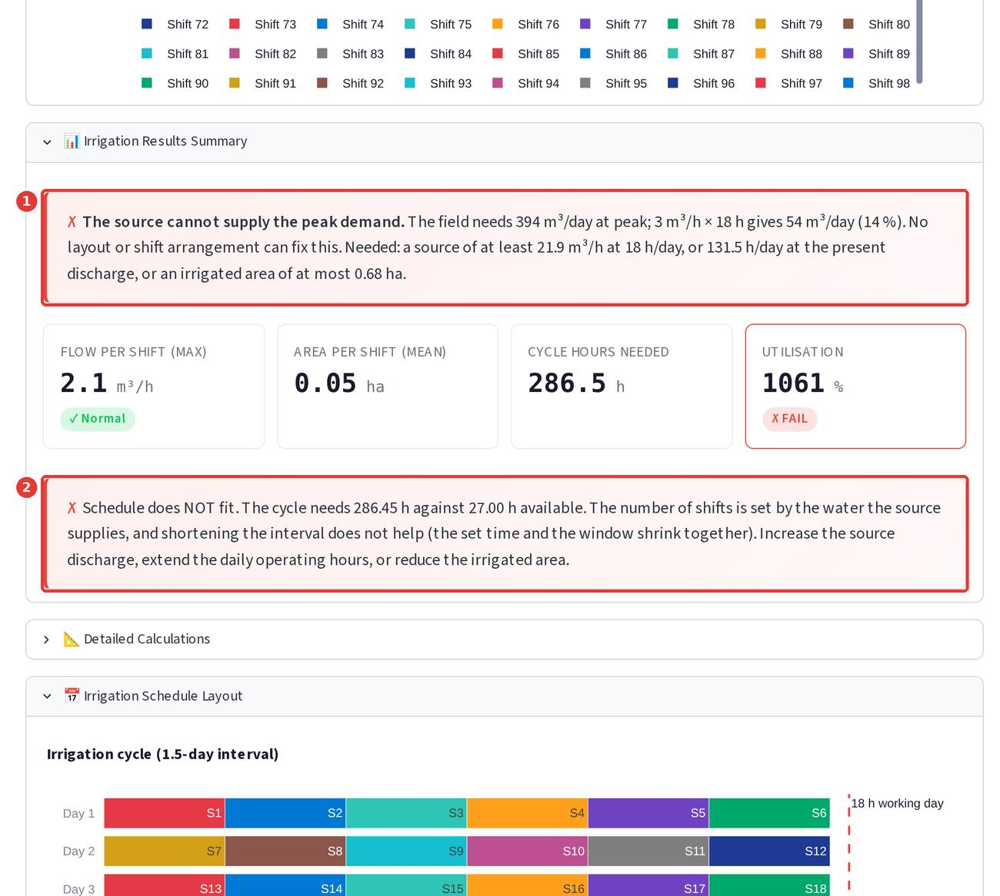 Shift 72 Shift 73 Shift 74 Shift 75 Shift 76 Shift 77 Shift 78 Shift 79 Shift 80
Shift 81 Shift 82 Shift 83 Shift 84 Shift 85 Shift 86 Shift 87 Shift 88 Shift 89
Shift 90 Shift 91 Shift 92 Shift 93 Shift 94 Shift 95 Shift 96 Shift 97 Shift 98
📊 Irrigation Results Summary
1
✗ The source cannot supply the peak demand. The field needs 394 m³/day at peak; 3 m³/h × 18 h gives 54 m³/day (14 %). No
layout or shift arrangement can fix this. Needed: a source of at least 21.9 m³/h at 18 h/day, or 131.5 h/day at the present
discharge, or an irrigated area of at most 0.68 ha.
FLOW PER SHIFT (MAX) AREA PER SHIFT (MEAN) CYCLE HOURS NEEDED UTILISATION
2.1 m³/h 0.05 ha 286.5 h 1061 %
✓ Normal ✗ FAIL
2
✗ Schedule does NOT fit. The cycle needs 286.45 h against 27.00 h available. The number of shifts is set by the water the source
supplies, and shortening the interval does not help (the set time and the window shrink together). Increase the source
discharge, extend the daily operating hours, or reduce the irrigated area.
📐 Detailed Calculations
📅 Irrigation Schedule Layout
Irrigation cycle (1.5-day interval)
18 h working day
Day 1 S1 S2 S3 S4 S5 S6
Day 2 S7 S8 S9 S10 S11 S12
Day 3 S13 S14 S15 S16 S17 S18